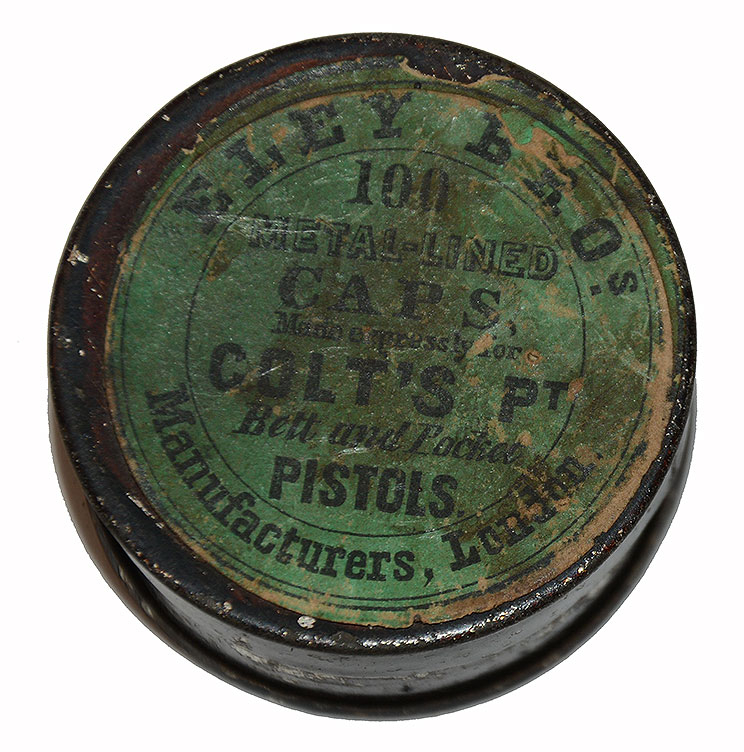 ELEY BROs.
100
METAL-LINED
CAPS,
Made expressly for
COLT'S PT
Belt and Pocket
PISTOLS.
Manufacturers, London.